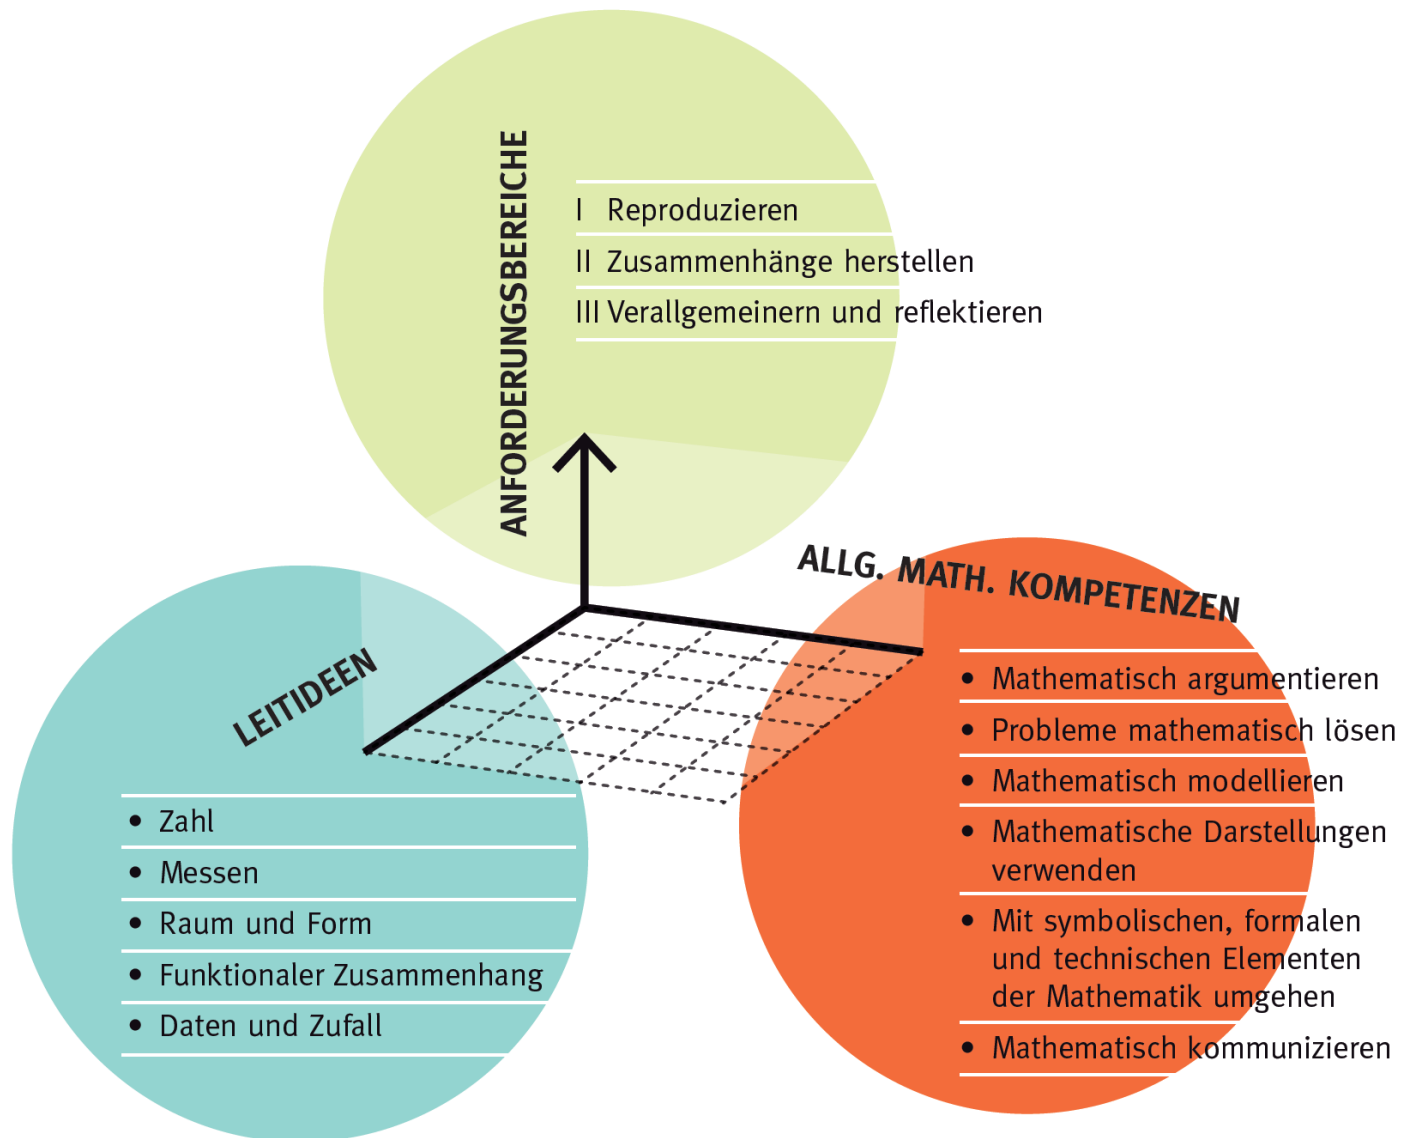 ANFORDERUNGSBEREICHE
I Reproduzieren
II Zusammenhänge herstellen
III Verallgemeinern und reflektieren
LEITIDEEN
• Zahl
• Messen
• Raum und Form
• Funktionaler Zusammenhang
• Daten und Zufall
ALLG. MATH. KOMPETENZEN
• Mathematisch argumentieren
• Probleme mathematisch lösen
• Mathematisch modellieren
• Mathematische Darstellungen
verwenden
• Mit symbolischen, formalen
und technischen Elementen
der Mathematik umgehen
• Mathematisch kommunizieren